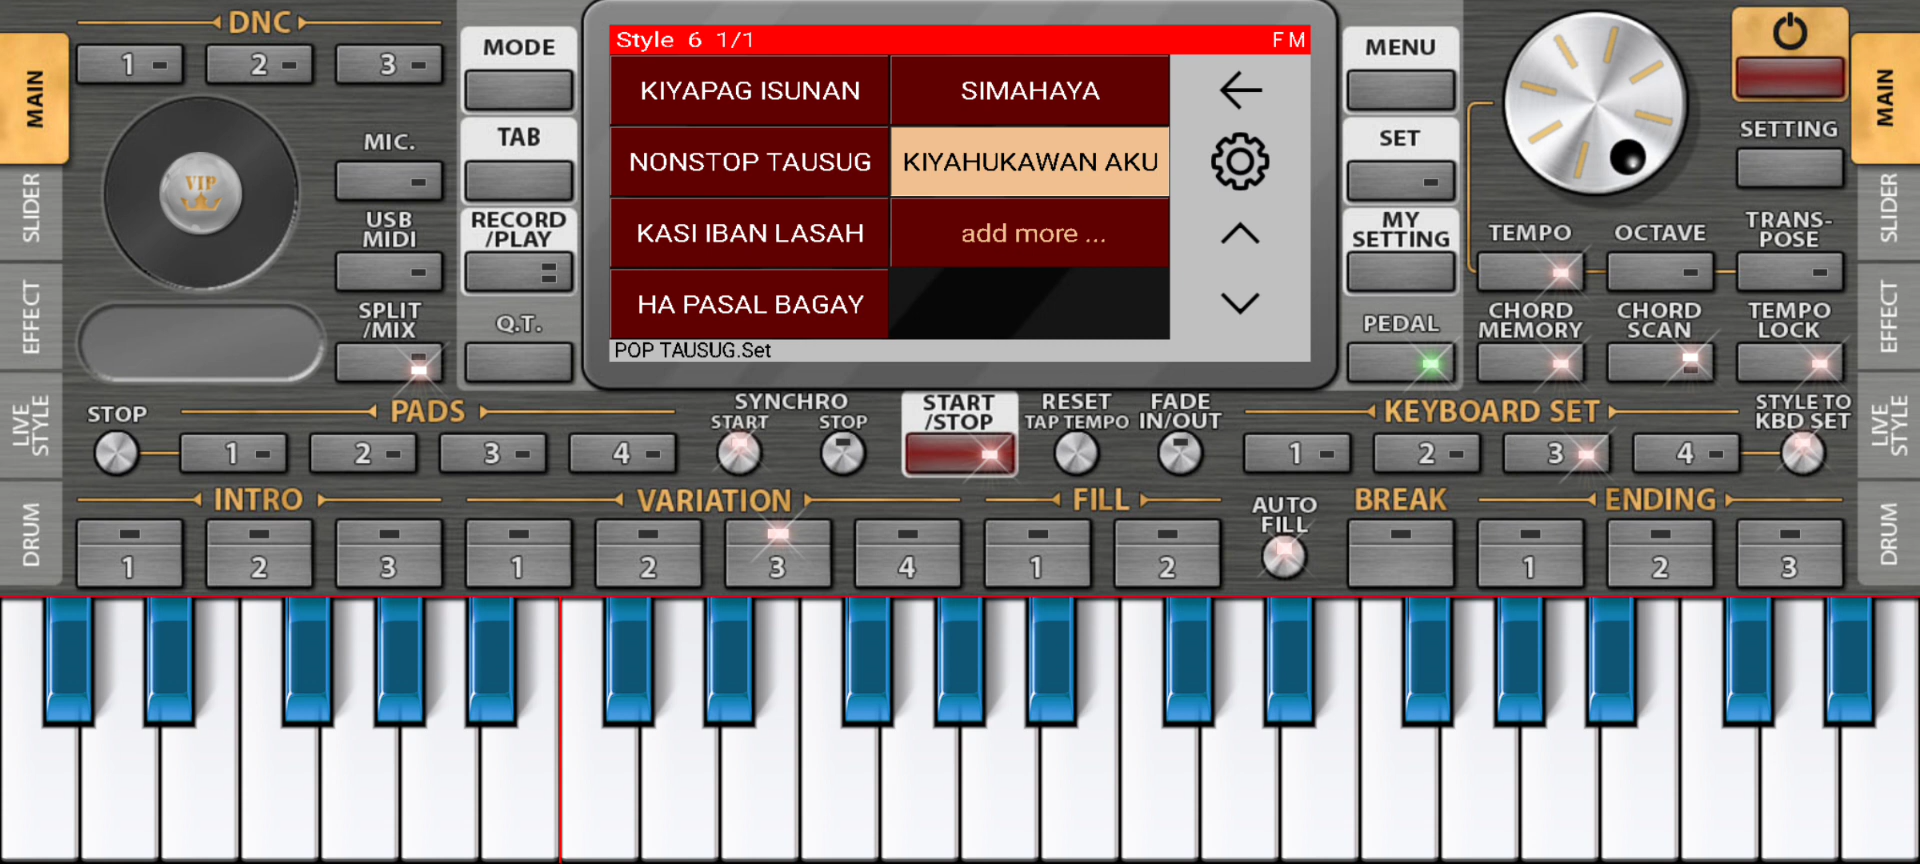 DNC
1 2 3
MAIN
SLIDER
EFFECT
LIVE
STYLE
DRUM
VIP
MIC.
USB
MIDI
SPLIT
/MIX
MODE
TAB
RECORD
/PLAY
Q.T.
Style 6 1/1 FM
KIYAPAG ISUNAN SIMAHAYA
NONSTOP TAUSUG KIYAHUKAWAN AKU
KASI IBAN LASAH add more ...
HA PASAL BAGAY
POP TAUSUG.Set
MENU
SET
MY
SETTING
PEDAL
SETTING
TEMPO OCTAVE TRANS-
POSE
CHORD
MEMORY
CHORD
SCAN
TEMPO
LOCK
MAIN
SLIDER
EFFECT
LIVE
STYLE
DRUM
STOP
PADS
1 2 3 4
SYNCHRO
START STOP
START
/STOP
RESET
TAP TEMPO
FADE
IN/OUT
KEYBOARD SET
1 2 3 4
STYLE TO
KBD SET
INTRO
1 2 3
VARIATION
1 2 3 4
FILL
1 2
AUTO
FILL
BREAK
ENDING
1 2 3